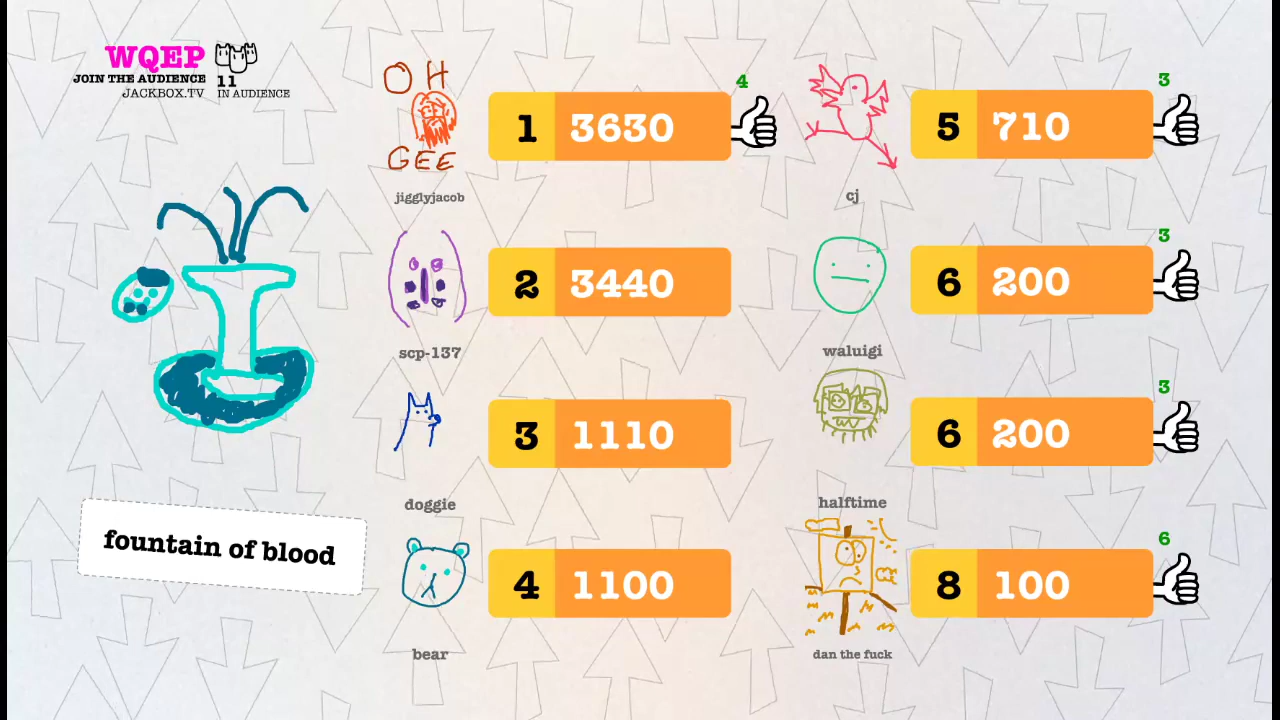 WQEP
JOIN THE AUDIENCE
JACKBOX.TV
11
IN AUDIENCE
fountain of blood
OH
GEE
jigglyjacob
1 3630
4
scp-137
2 3440
doggie
3 1110
bear
4 1100
cj
5 710
3
waluigi
6 200
3
halftime
6 200
3
dan the fuck
8 100
6